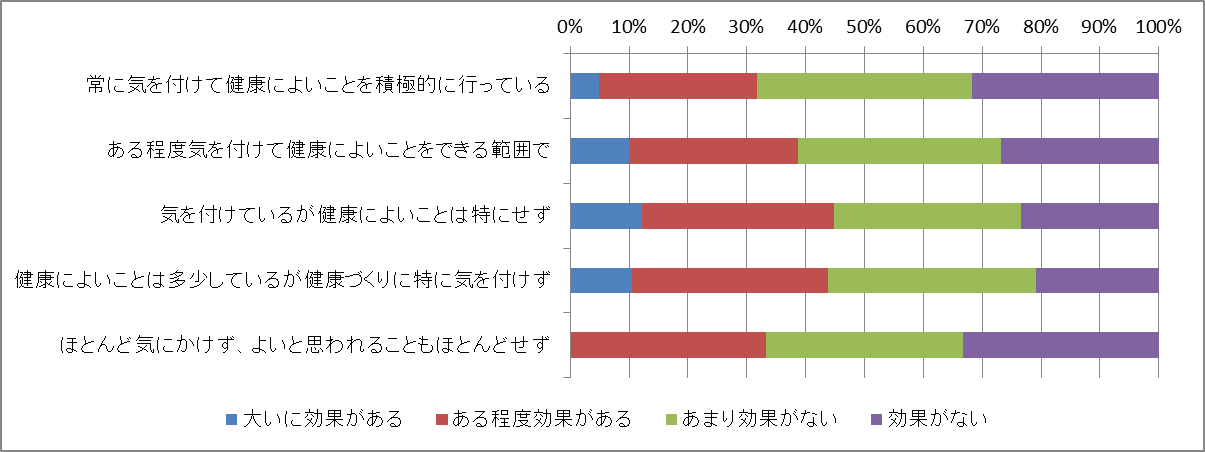 0% 10% 20% 30% 40% 50% 60% 70% 80% 90% 100%
常に気を付けて健康によいことを積極的に行っている
ある程度気を付けて健康によいことをできる範囲で
気を付けているが健康によいことは特にせず
健康によいことは多少しているが健康づくりに特に気を付けず
ほとんど気にかけず、よいと思われることもほとんどせず
大いに効果がある ある程度効果がある あまり効果がない 効果がない